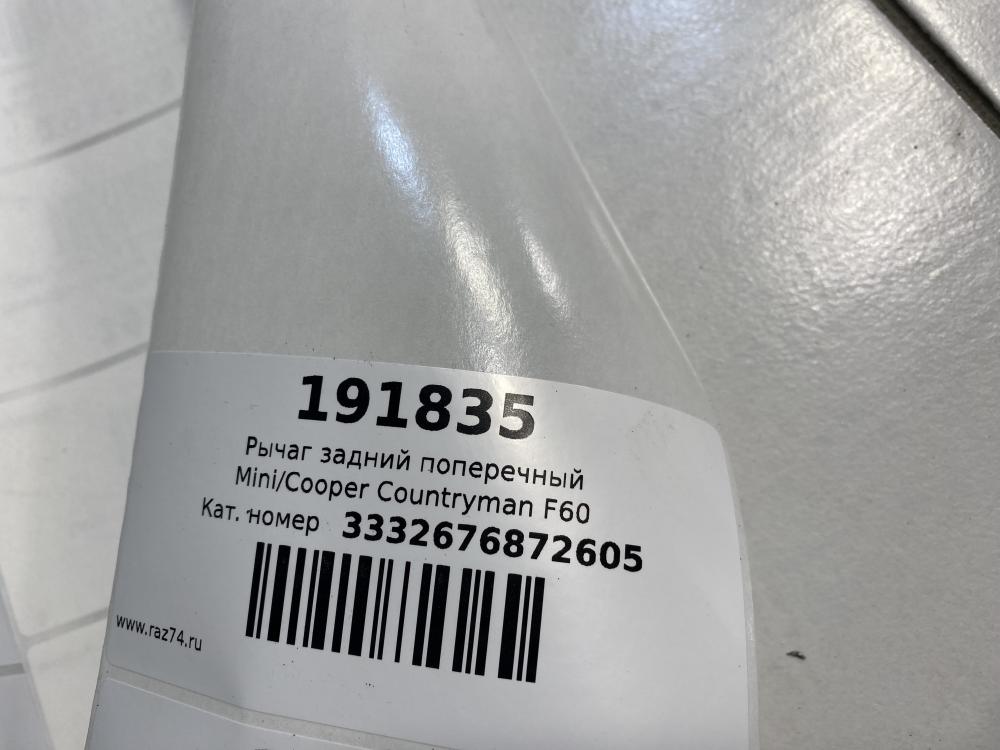 191835
Рычаг задний поперечный
Mini/Cooper Countryman F60
Кат. номер 3332676872605
www.raz74.ru